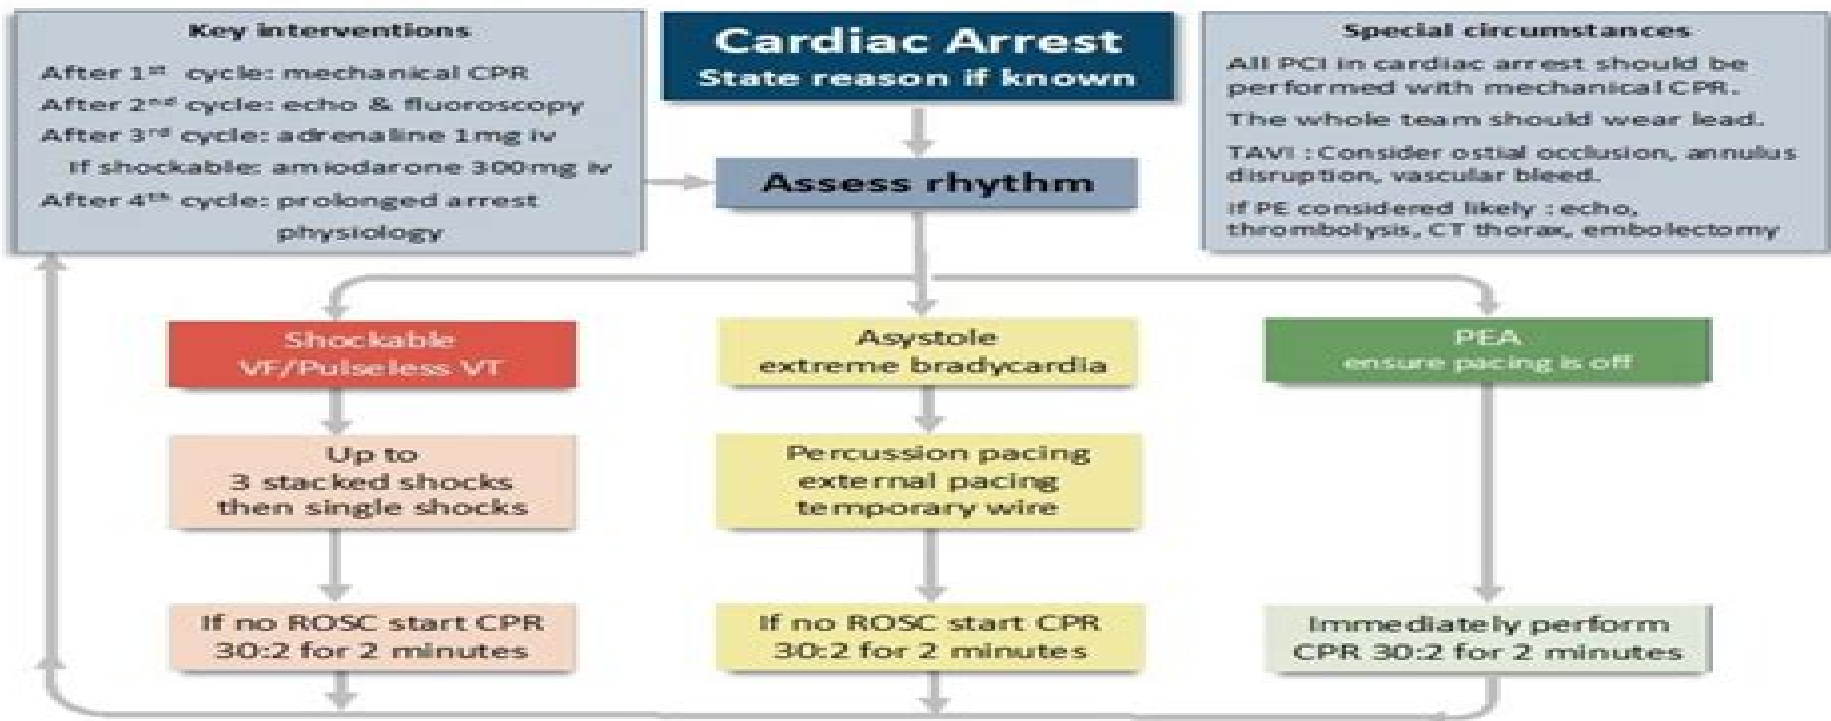 Key interventions
After 1st cycle: mechanical CPR
After 2nd cycle: echo & fluoroscopy
After 3rd cycle: adrenaline 1mg iv
If shockable: amiodarone 300mg iv
After 4th cycle: prolonged arrest
physiology
Cardiac Arrest
State reason if known
Special circumstances
All PCI in cardiac arrest should be
performed with mechanical CPR.
The whole team should wear lead.
TAVI : Consider ostial occlusion, annulus
disruption, vascular bleed.
If PE considered likely : echo,
thrombolysis, CT thorax, embolectomy
Assess rhythm
Shockable
VF/Pulseless VT
Asystole
extreme bradycardia
PEA
ensure pacing is off
Up to
3 stacked shocks
then single shocks
Percussion pacing
external pacing
temporary wire
If no ROSC start CPR
30:2 for 2 minutes
If no ROSC start CPR
30:2 for 2 minutes
Immediately perform
CPR 30:2 for 2 minutes